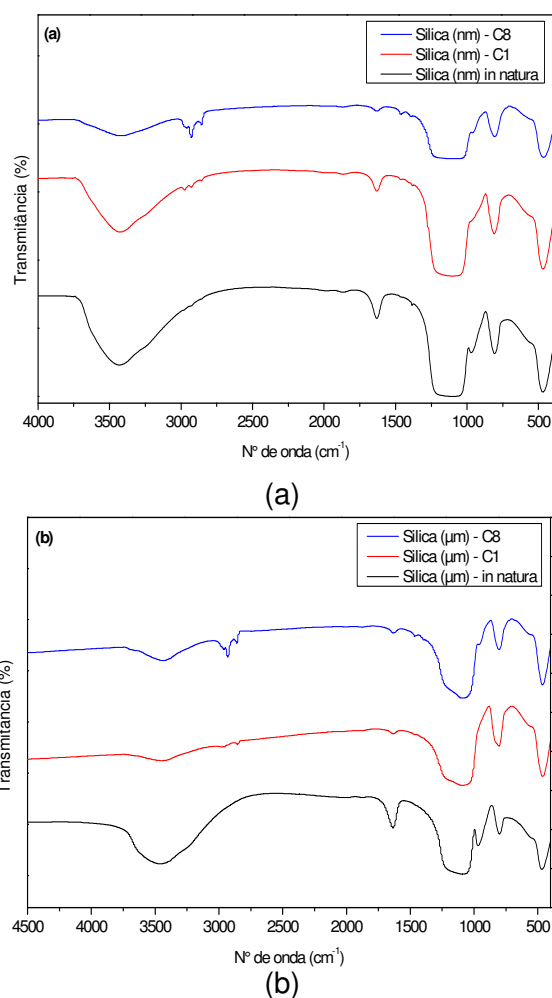 (a)
Silica (nm) - C8
Silica (nm) - C1
Silica (nm) in natura
Transmitância (%)
4000 3500 3000 2500 2000 1500 1000 500
Nº de onda (cm-1)
(a)
(b)
Silica (µm) - C8
Silica (µm) - C1
Silica (µm) - in natura
Transmitancia (%)
4500 4000 3500 3000 2500 2000 1500 1000 500
Nº de onda (cm-1)
(b)